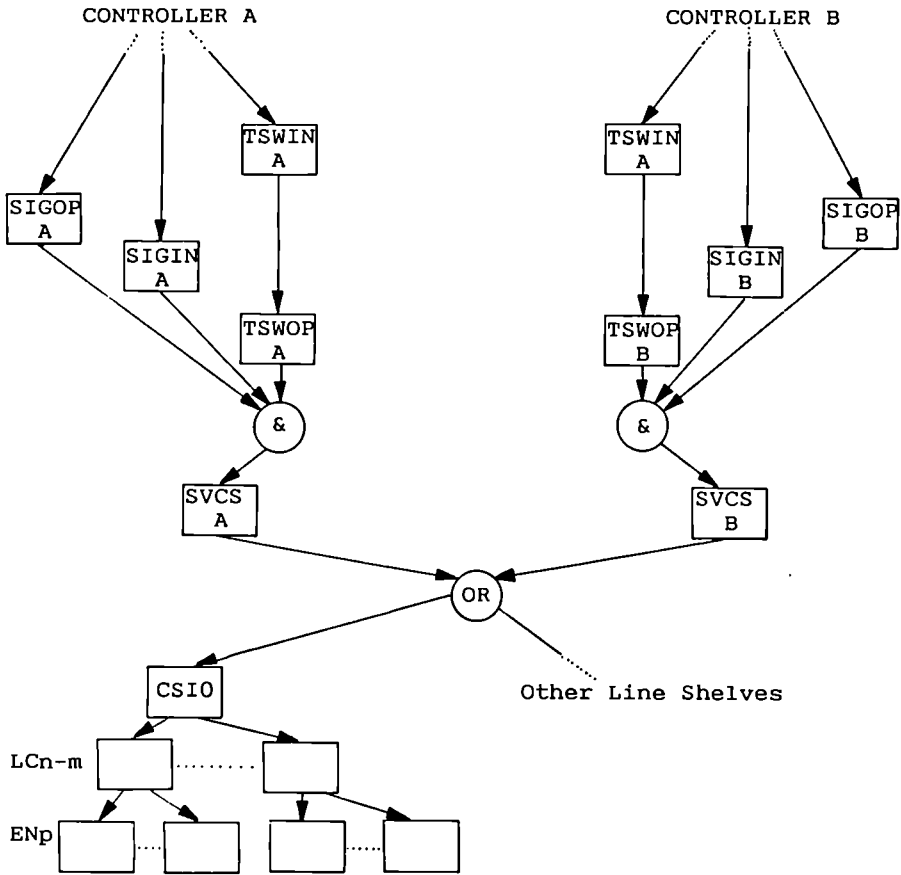 CONTROLLER A
CONTROLLER B
TSWIN
A
TSWIN
A
SIGOP
A
SIGOP
B
SIGIN
A
SIGIN
B
TSWOP
A
TSWOP
B
&
&
SVCS
A
SVCS
B
OR
CSIO
Other Line Shelves
LCn-m
ENp